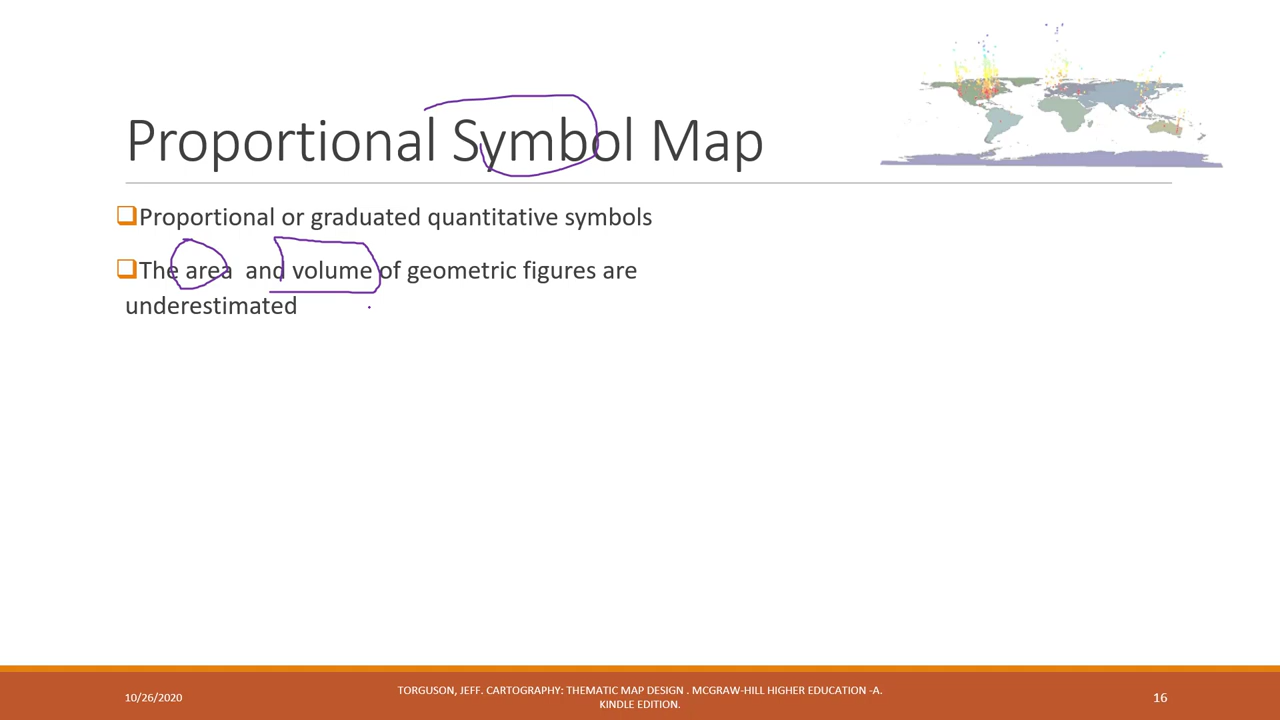 Proportional Symbol Map
Proportional or graduated quantitative symbols
The area and volume of geometric figures are
underestimated
10/26/2020
TORGUSON, JEFF. CARTOGRAPHY: THEMATIC MAP DESIGN . MCGRAW-HILL HIGHER EDUCATION -A.
KINDLE EDITION.
16